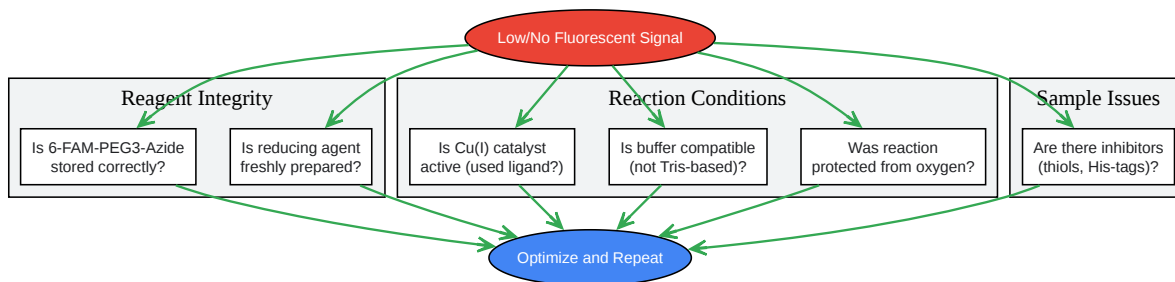 Low/No Fluorescent Signal
Reagent Integrity
Reaction Conditions
Sample Issues
Is 6-FAM-PEG3-Azide
stored correctly?
Is reducing agent
freshly prepared?
Is Cu(I) catalyst
active (used ligand?)
Is buffer compatible
(not Tris-based)?
Was reaction
protected from oxygen?
Are there inhibitors
(thiols, His-tags)?
Optimize and Repeat